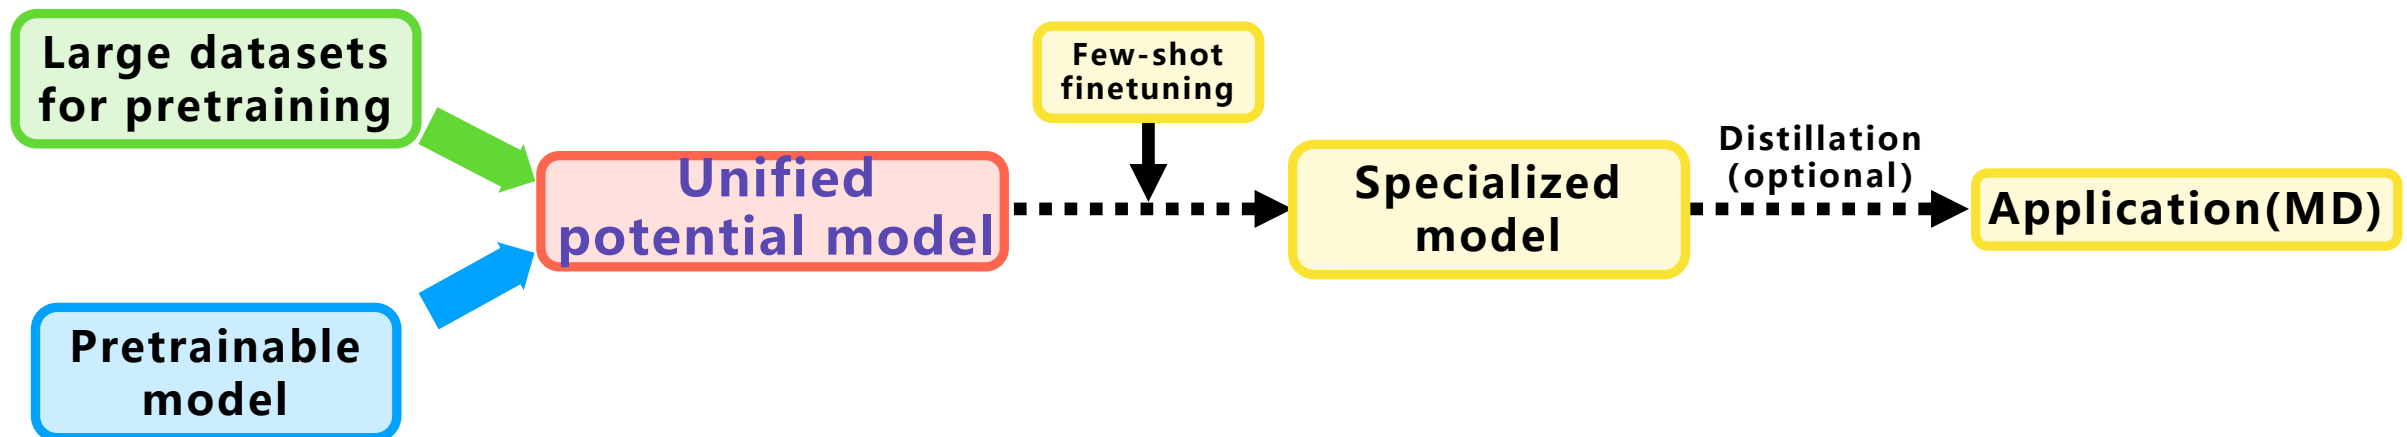 Large datasets
for pretraining
Pretrainable
model
Unified
potential model
Few-shot
finetuning
Specialized
model
Distillation
(optional)
Application(MD)